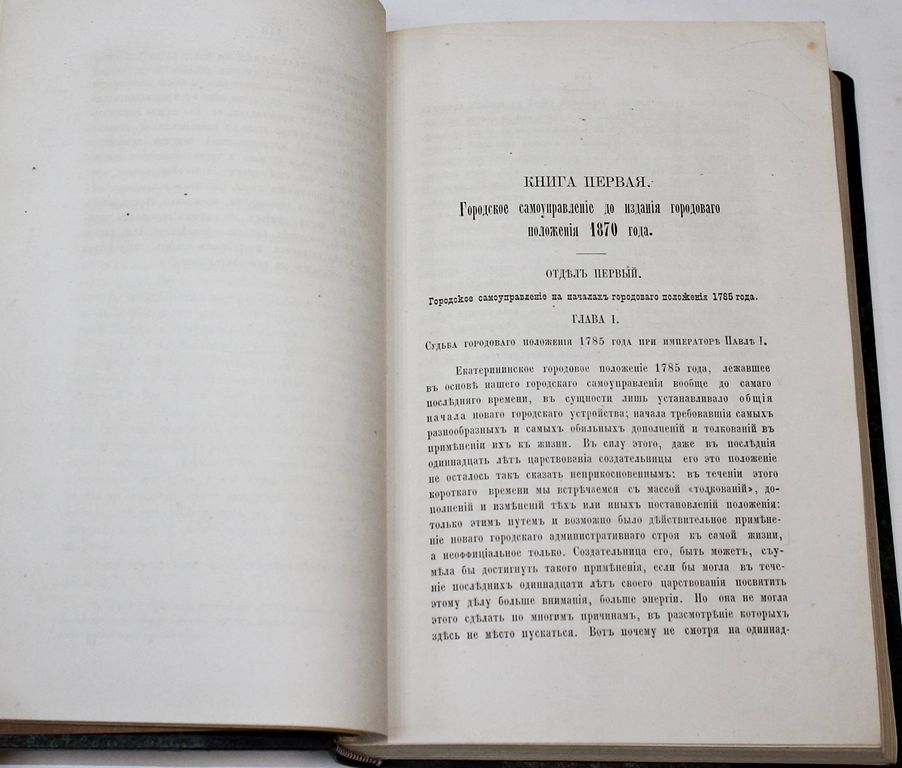 КНИГА ПЕРВАЯ.
Городское самоуправленіе до изданія городоваго
положенія 1870 года.
ОТДѢЛЪ ПЕРВЫЙ.
Городское самоуправленіе на началахъ городоваго положенія 1785 года.
ГЛАВА I.
Судьба городоваго положенія 1785 года при императорѣ Павлѣ I.
Екатерининское городовое положеніе 1785 года, лежавшее
въ основѣ нашего городскаго самоуправленія вообще до самаго
послѣдняго времени, въ сущности лишь устанавливало общія
начала новаго городскаго устройства; начала требовавшія самыхъ
разнообразныхъ и самыхъ обильныхъ дополненій и толкованій въ
примѣненіи ихъ къ жизни. Въ силу этого, даже въ послѣднія
одиннадцать лѣтъ царствованія создательницы его это положеніе
не осталось такъ сказать неприкосновеннымъ: въ теченіи этого
короткаго времени мы встрѣчаемся съ массой «толкованій», до-
полненій и измѣненій тѣхъ или иныхъ постановленій положенія:
только этимъ путемъ и возможно было дѣйствительное примѣне-
ніе новаго городскаго административнаго строя къ самой жизни,
а неоффиціальное только. Создательница его, быть можетъ, съу-
мѣла бы достигнуть такого примѣненія, если бы могла въ тече-
ніе послѣднихъ одиннадцати лѣтъ своего царствованія посвятить
этому дѣлу больше вниманія, больше энергіи. Но она не могла
этого сдѣлать по многимъ причинамъ, въ разсмотрѣніе которыхъ
здѣсь не мѣсто пускаться. Вотъ почему не смотря на одиннад-